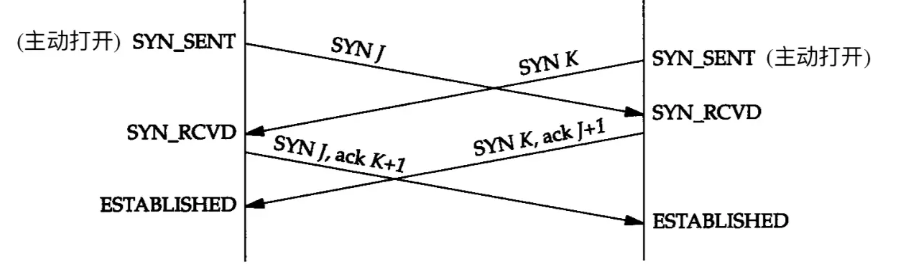 (主动打开) SYN_SENT
SYN J
SYN K
SYN_SENT (主动打开)
SYN_RCVD
SYN_RCVD
SYN J, ack K+1
SYN K, ack J+1
ESTABLISHED
ESTABLISHED